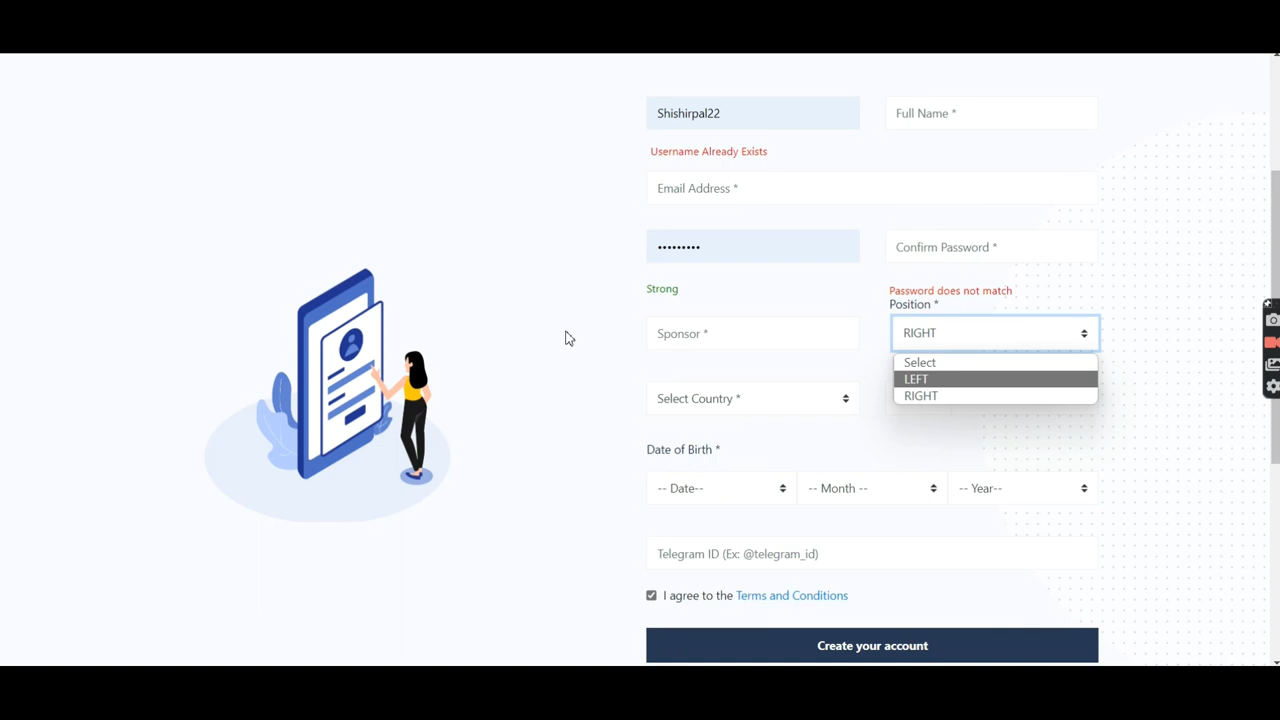 Shishirpal22
Full Name *
Username Already Exists
Email Address *
•••••••••
Confirm Password *
Strong
Password does not match
Position *
Sponsor *
RIGHT
Select
LEFT
RIGHT
Select Country *
Date of Birth *
-- Date--
-- Month --
-- Year--
Telegram ID (Ex: @telegram_id)
I agree to the Terms and Conditions
Create your account